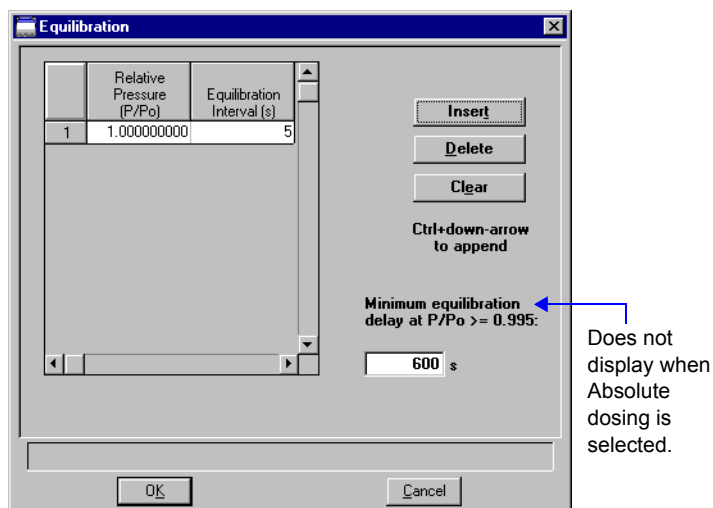 Equilibration
Relative
Pressure
(P/Po)
Equilibration
Interval (s)
1 1.000000000 5
Insert
Delete
Clear
Ctrl+down-arrow
to append
Minimum equilibration
delay at P/Po >= 0.995:
600 s
Does not
display when
Absolute
dosing is
selected.
OK
Cancel